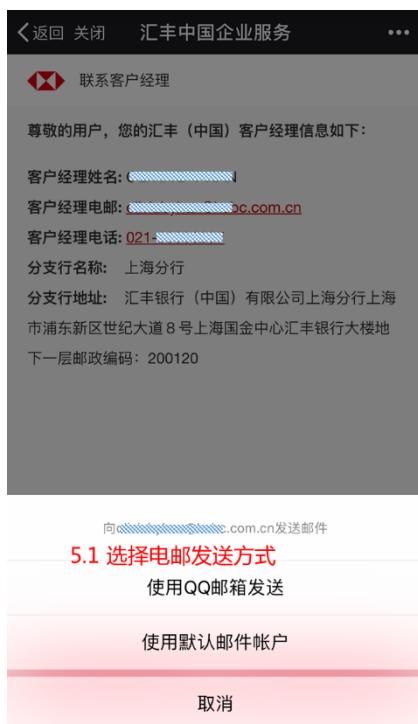 返回 关闭 汇丰中国企业服务
联系客户经理
尊敬的用户，您的汇丰（中国）客户经理信息如下：
客户经理姓名:
客户经理电邮: bc.com.cn
客户经理电话: 021-
分支行名称: 上海分行
分支行地址: 汇丰银行（中国）有限公司上海分行上海
市浦东新区世纪大道８号上海国金中心汇丰银行大楼地
下一层邮政编码：200120
向 .com.cn发送邮件
5.1 选择电邮发送方式
使用QQ邮箱发送
使用默认邮件帐户
取消